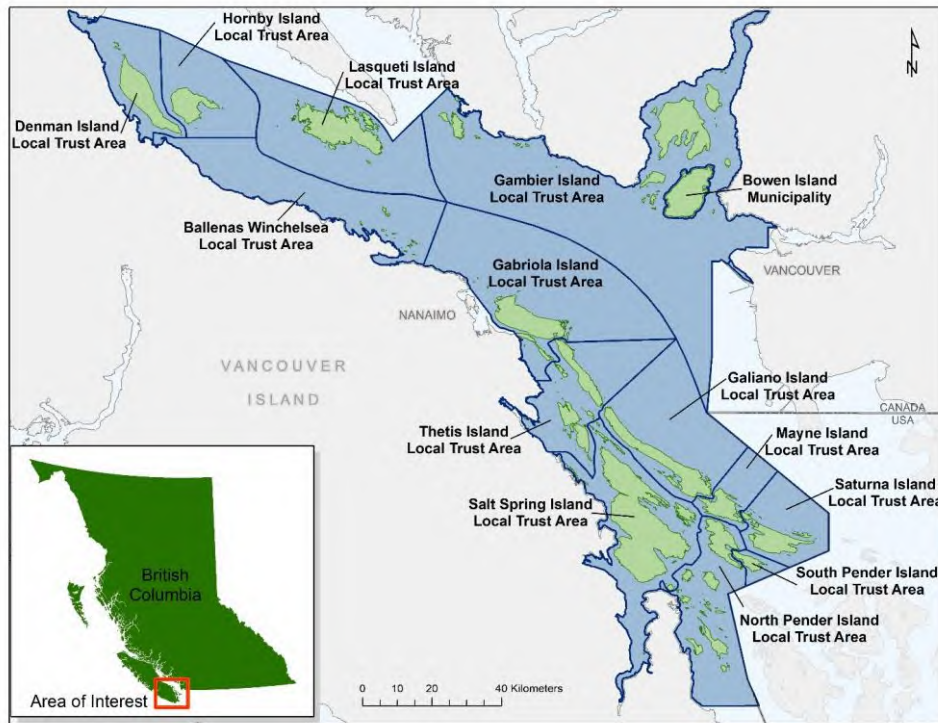 Hornby Island
Local Trust Area
Lasqueti Island
Local Trust Area
N
Denman Island
Local Trust Area
Gambier Island
Local Trust Area
Bowen Island
Municipality
Ballenas Winchelsea
Local Trust Area
Gabriola Island
Local Trust Area
VANCOUVER
NANAIMO
VANCOUVER
ISLAND
Galiano Island
Local Trust Area
CANADA
USA
Thetis Island
Local Trust Area
Mayne Island
Local Trust Area
Saturna Island
Local Trust Area
Salt Spring Island
Local Trust Area
South Pender Island
Local Trust Area
North Pender Island
Local Trust Area
British
Columbia
Area of Interest
0 10 20 40 Kilometers